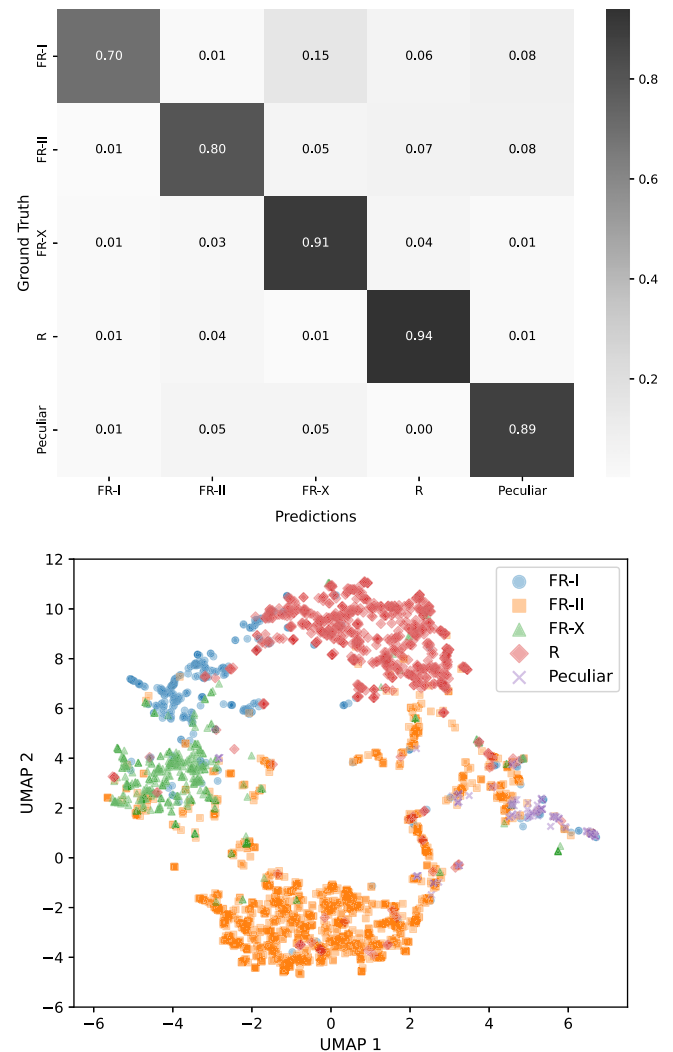 FR-I 0.70 0.01 0.15 0.06 0.08
FR-II 0.01 0.80 0.05 0.07 0.08
FR-X 0.01 0.03 0.91 0.04 0.01
R 0.01 0.04 0.01 0.94 0.01
Peculiar 0.01 0.05 0.05 0.00 0.89
Ground Truth
FR-I FR-II FR-X R Peculiar
Predictions
0.8
0.6
0.4
0.2
12
10
8
6
4
2
0
−2
−4
−6
UMAP 2
FR-I
FR-II
FR-X
R
Peculiar
−6 −4 −2 0 2 4 6
UMAP 1